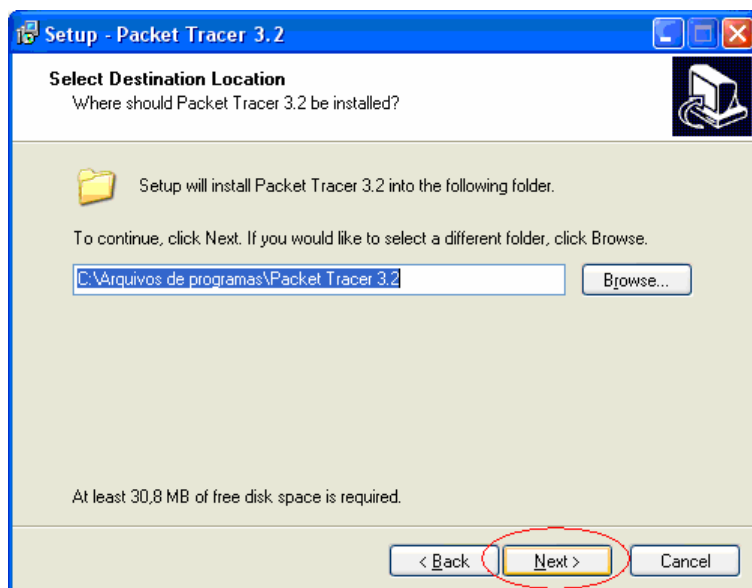 Setup - Packet Tracer 3.2
Select Destination Location
Where should Packet Tracer 3.2 be installed?
Setup will install Packet Tracer 3.2 into the following folder.
To continue, click Next. If you would like to select a different folder, click Browse.
C:\Arquivos de programas\Packet Tracer 3.2
Browse...
At least 30,8 MB of free disk space is required.
< Back Next > Cancel